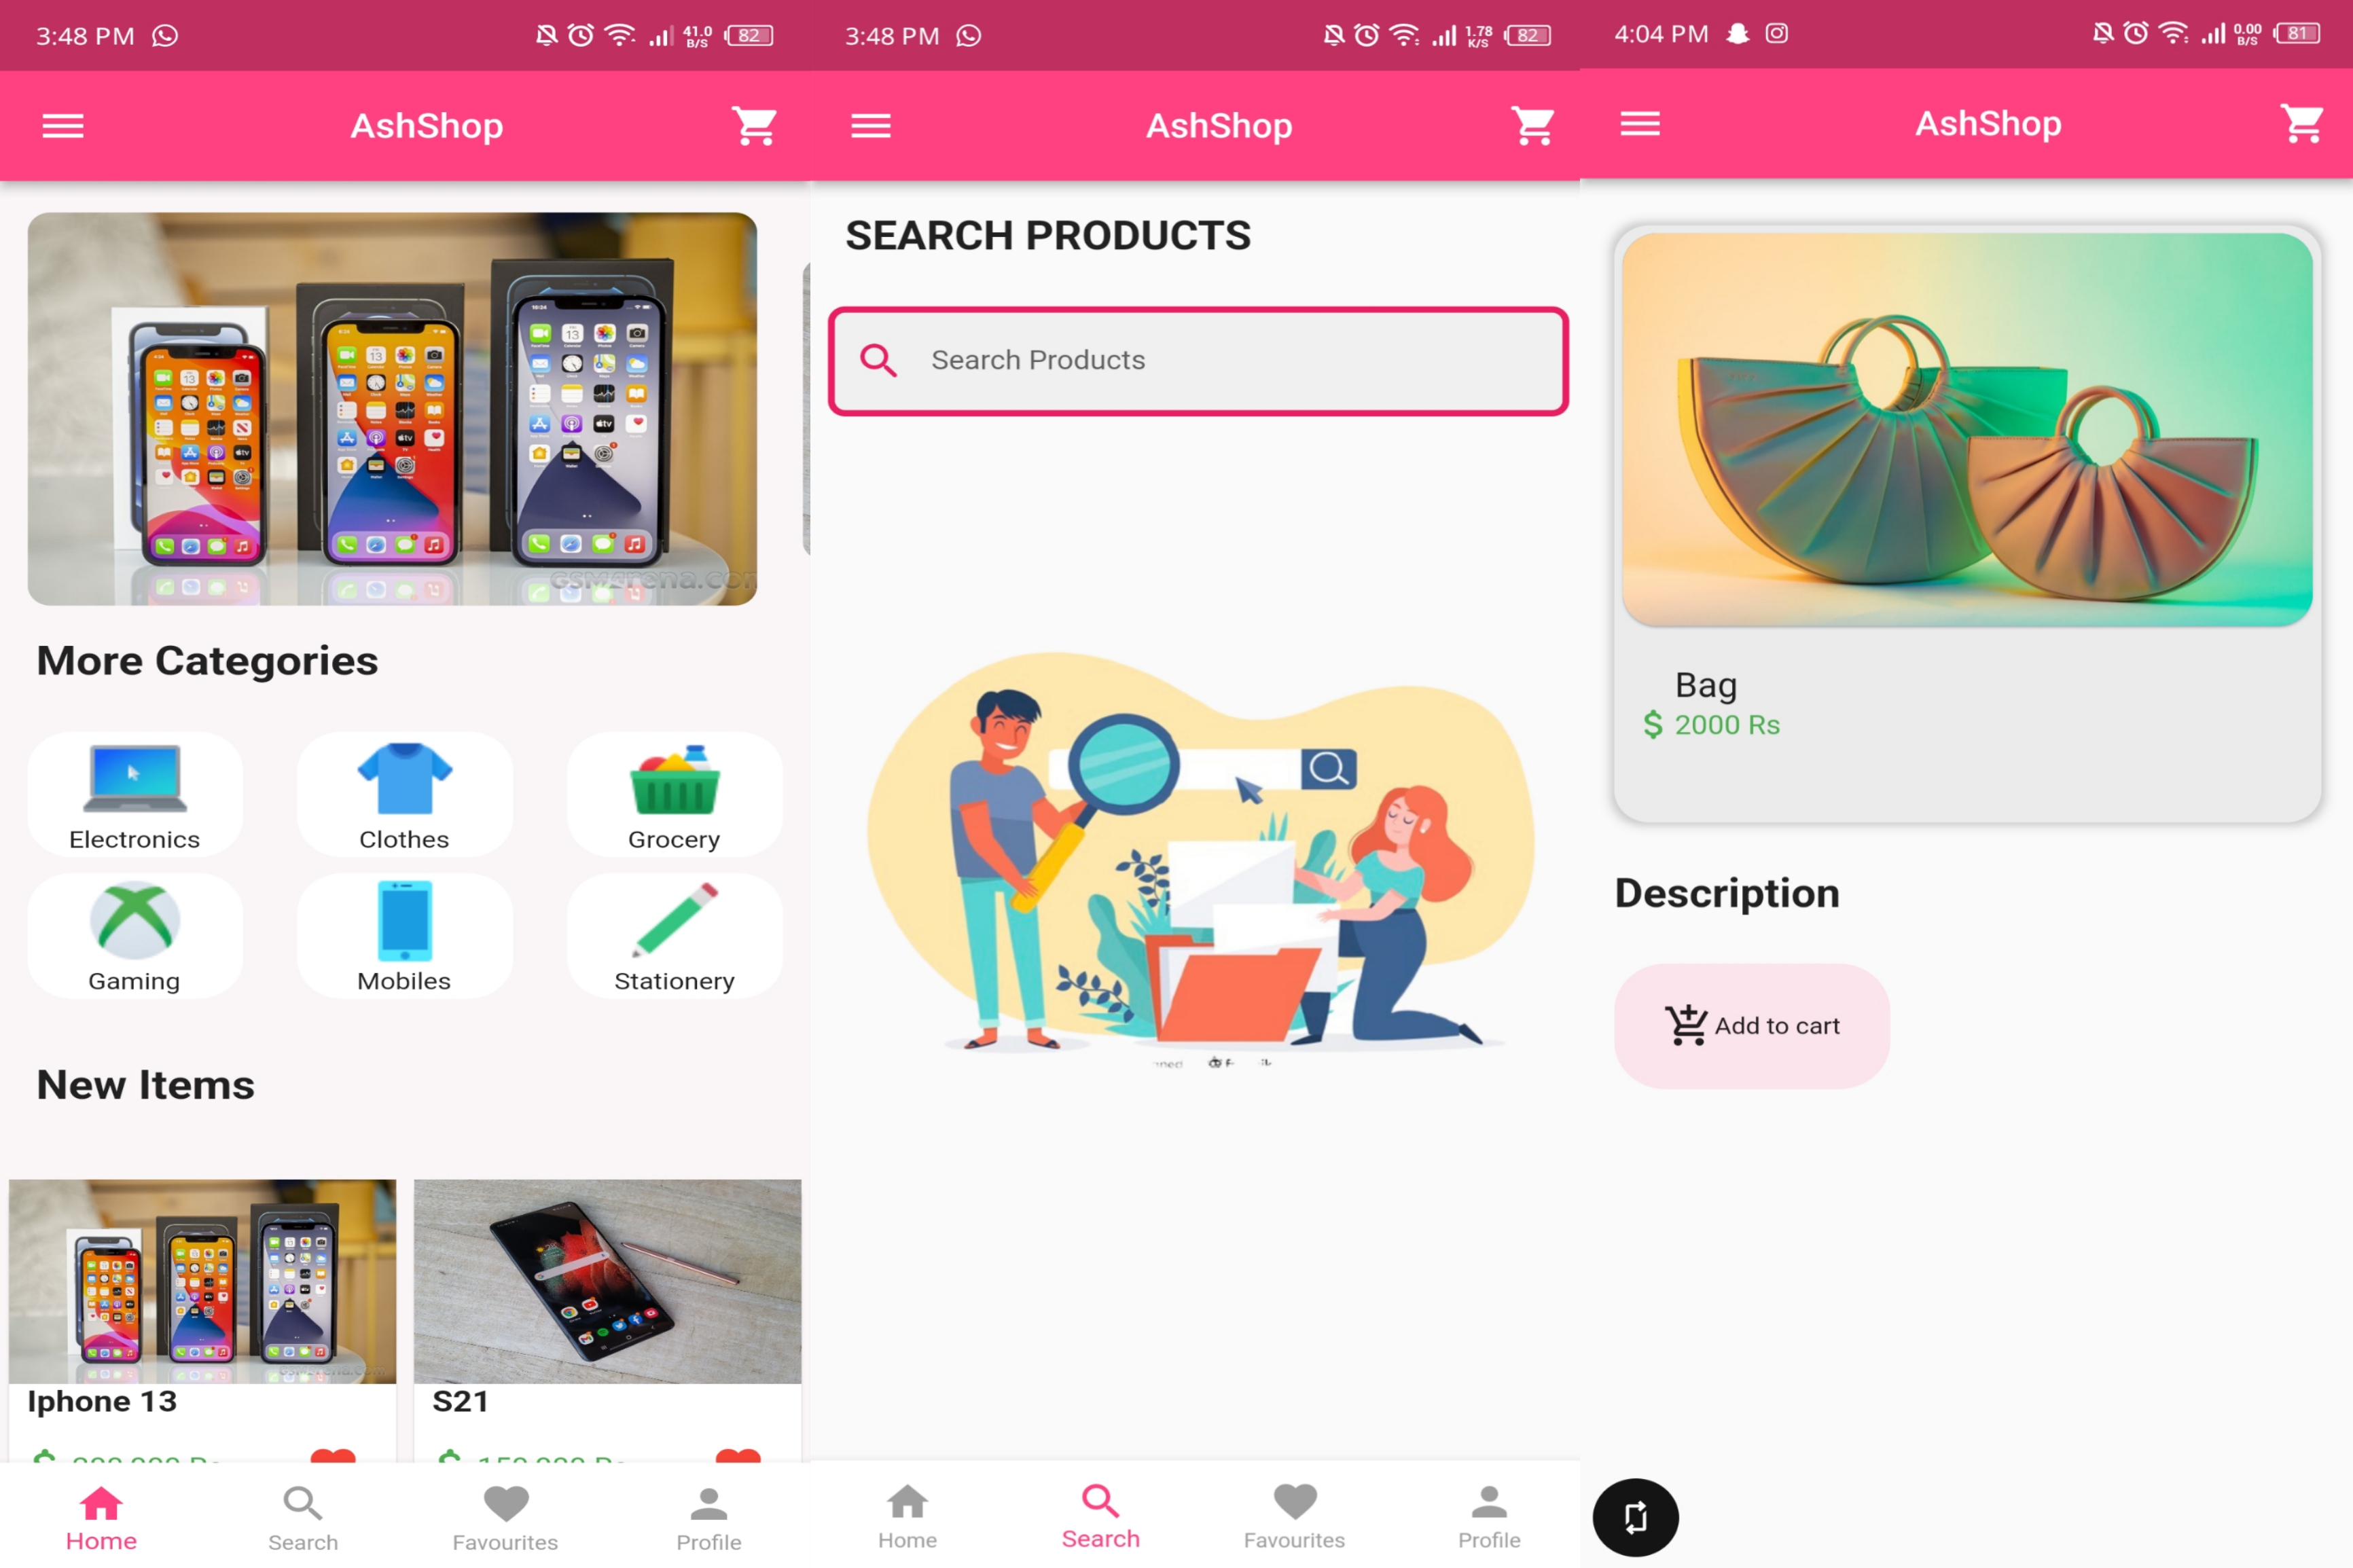 3:48 PM
41.0
B/S
82
AshShop
GSMArena.com
More Categories
Electronics
Clothes
Grocery
Gaming
Mobiles
Stationery
New Items
Iphone 13
S21
Home
Search
Favourites
Profile
3:48 PM
1.78
K/S
82
AshShop
SEARCH PRODUCTS
Search Products
Home
Search
Favourites
Profile
4:04 PM
0.00
B/S
81
AshShop
Bag
$ 2000 Rs
Description
Add to cart